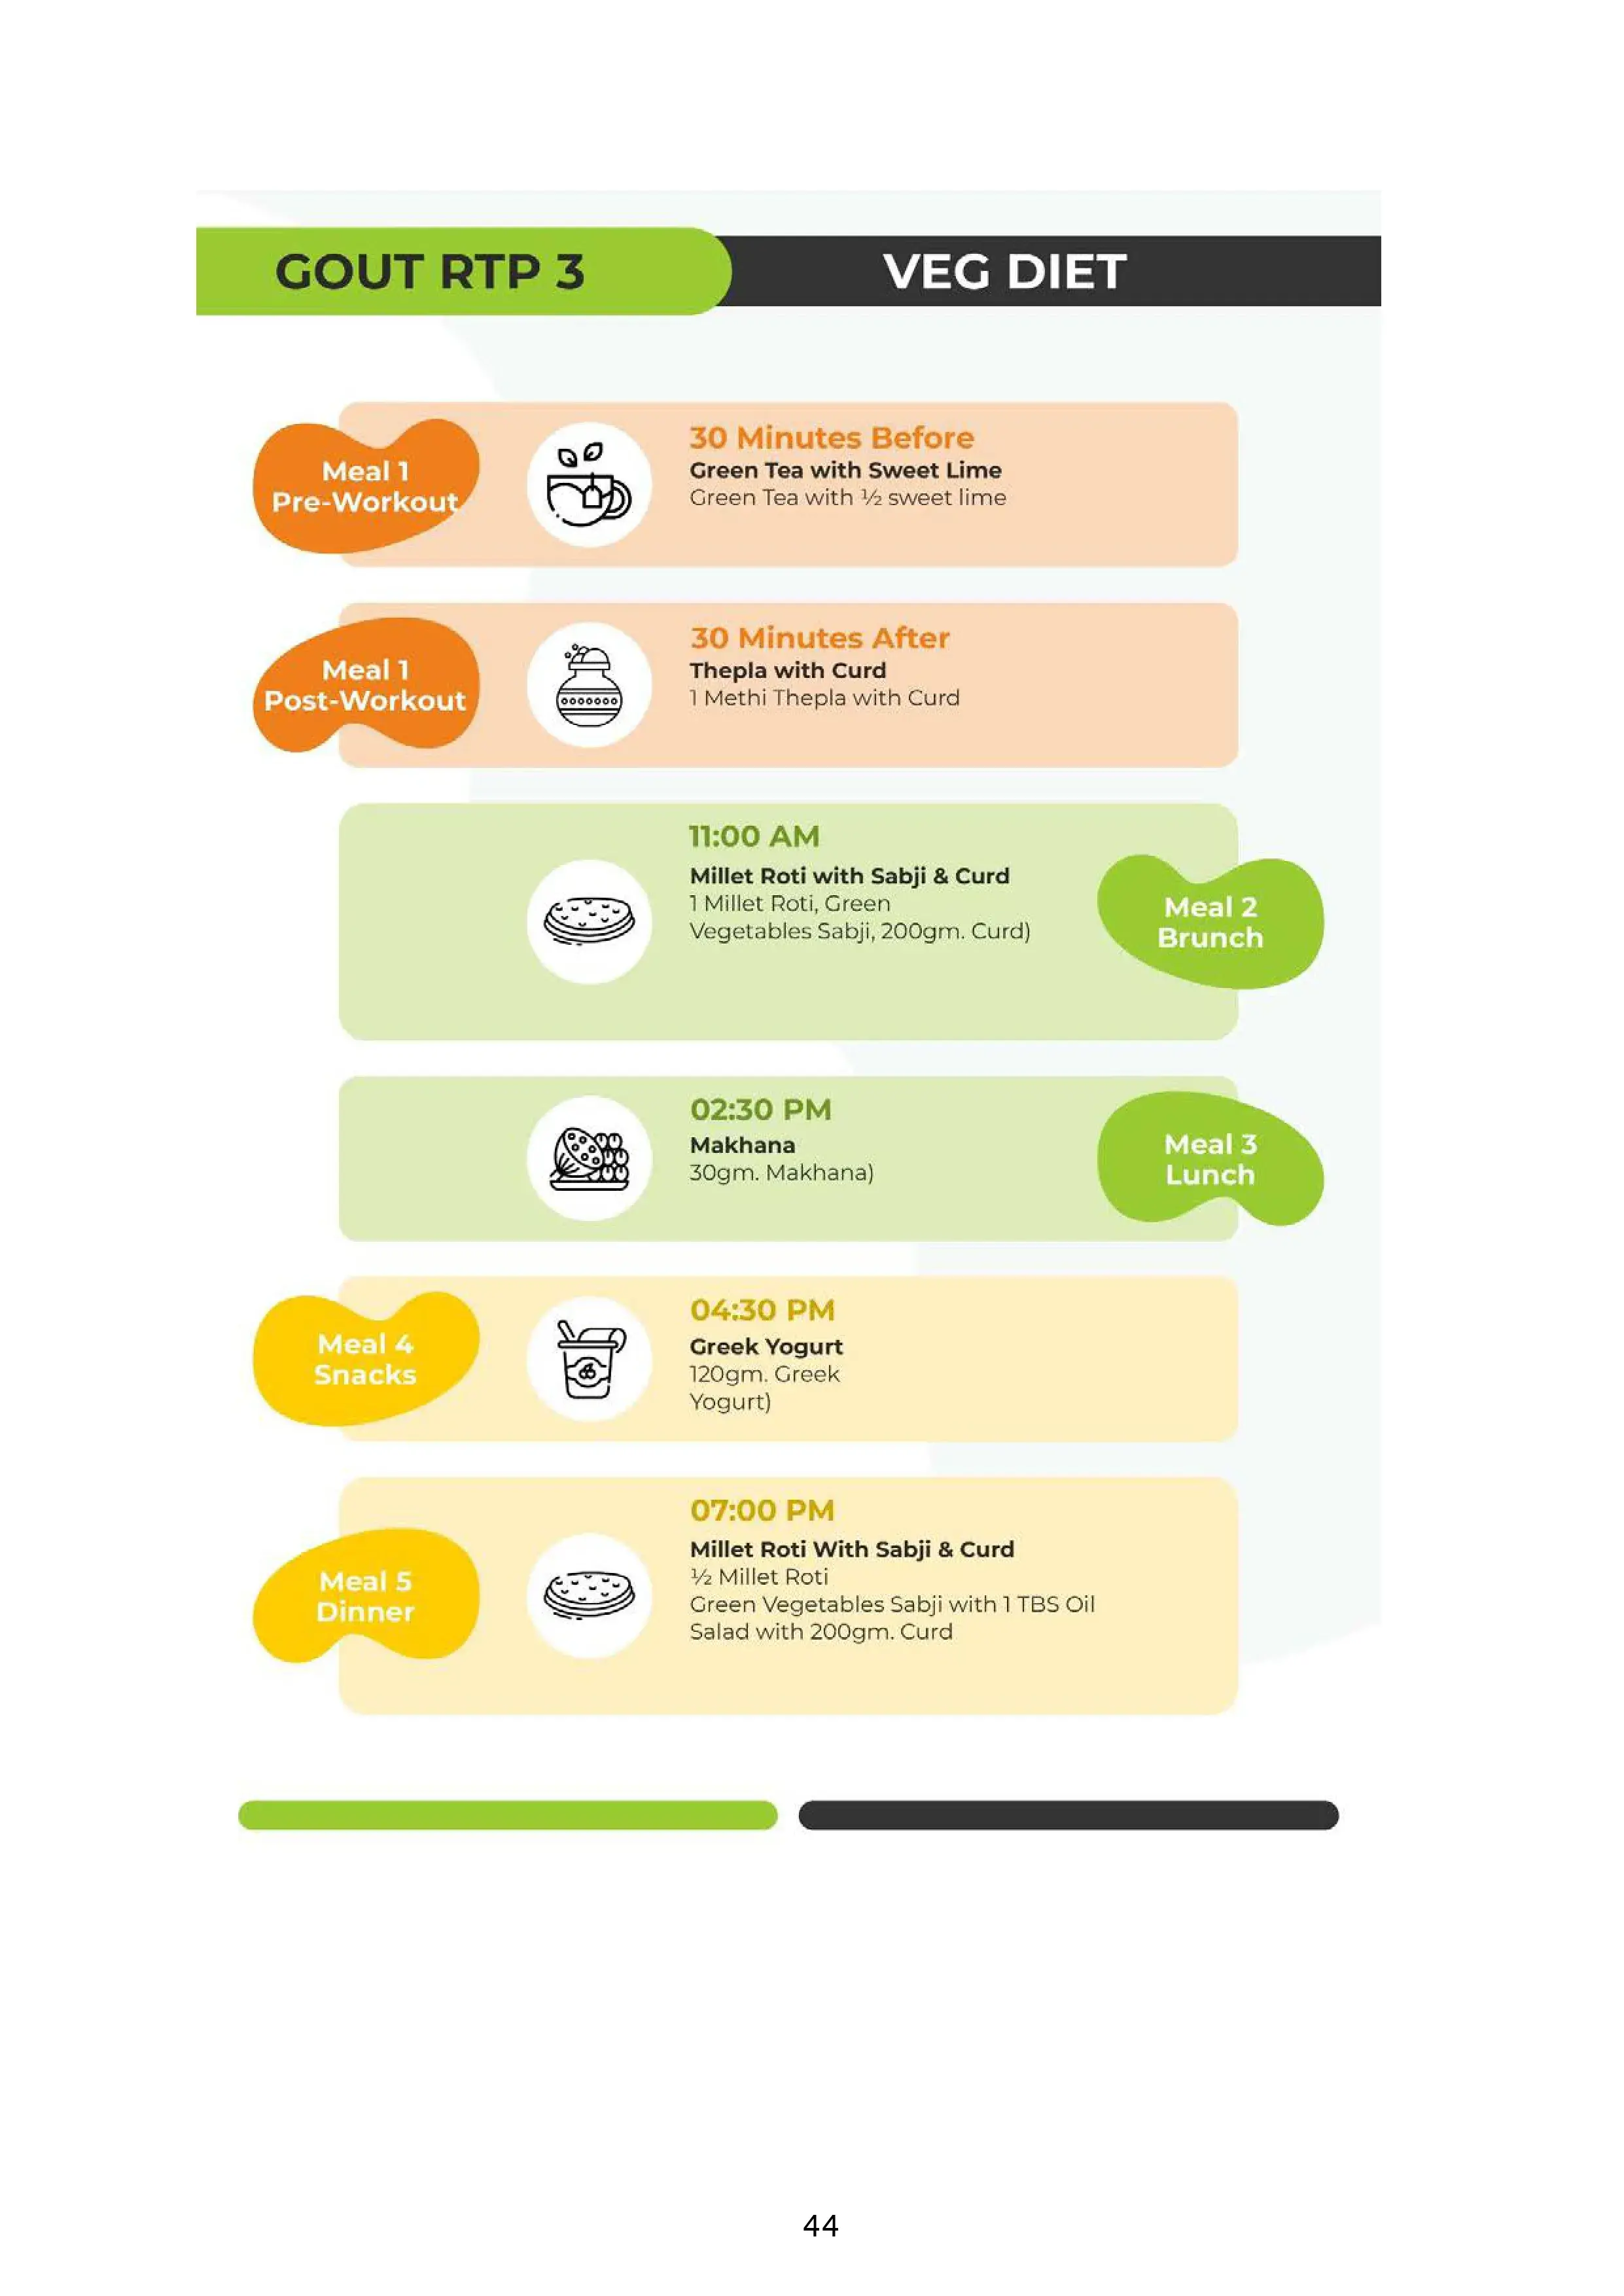 GOUT RTP 3
VEG DIET
Meal 1
Pre-Workout
30 Minutes Before
Green Tea with Sweet Lime
Green Tea with ½ sweet lime
Meal 1
Post-Workout
30 Minutes After
Thepla with Curd
1 Methi Thepla with Curd
11:00 AM
Millet Roti with Sabji & Curd
1 Millet Roti, Green
Vegetables Sabji, 200gm. Curd)
Meal 2
Brunch
02:30 PM
Makhana
30gm. Makhana)
Meal 3
Lunch
Meal 4
Snacks
04:30 PM
Greek Yogurt
120gm. Greek
Yogurt)
Meal 5
Dinner
07:00 PM
Millet Roti With Sabji & Curd
½ Millet Roti
Green Vegetables Sabji with 1 TBS Oil
Salad with 200gm. Curd
44